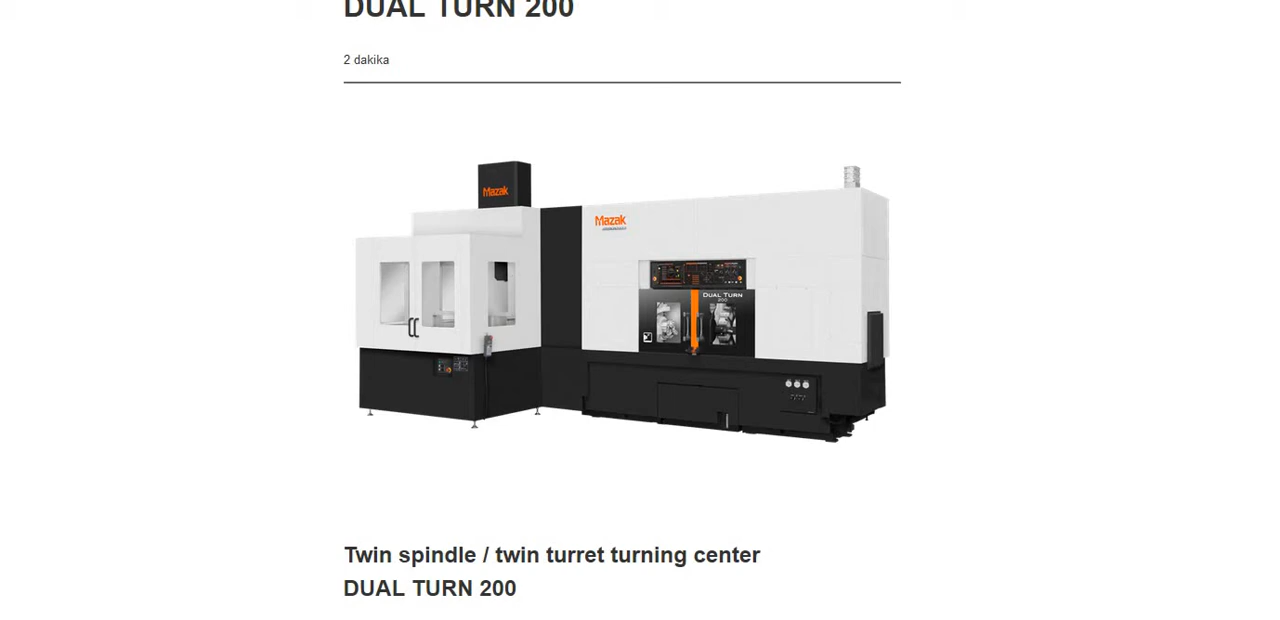 DUAL TURN 200
2 dakika
Mazak
Mazak
DUAL TURN
200
Twin spindle / twin turret turning center
DUAL TURN 200